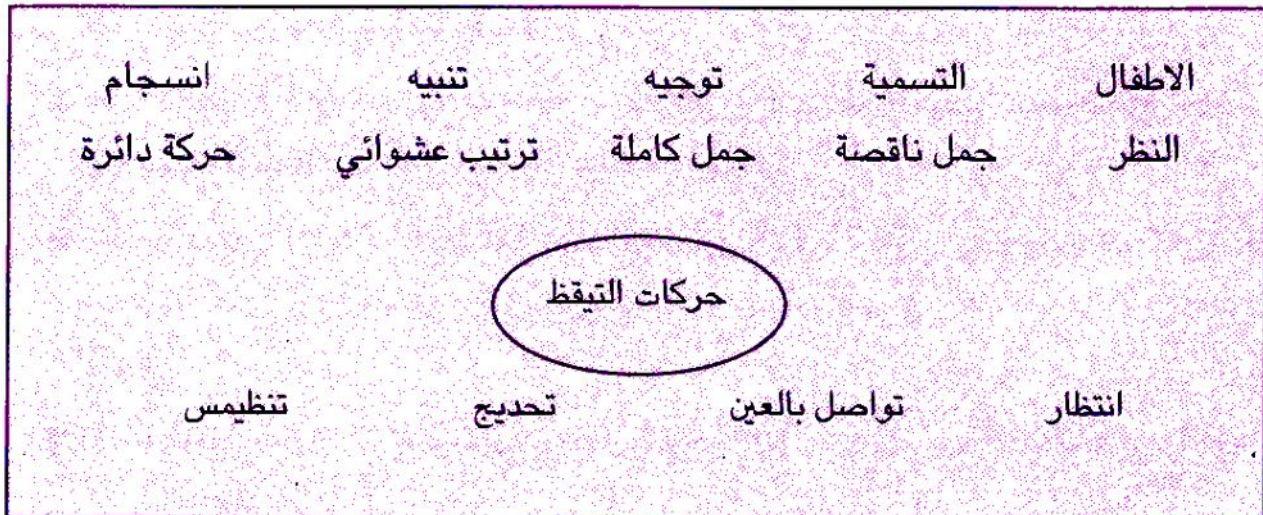 الاطفال التسمية توجيه تنبيه انسجام
النظر جمل ناقصة جمل كاملة ترتيب عشوائي حركة دائرة
حركات التيقظ
انتظار تواصل بالعين تحديج تنظيمس